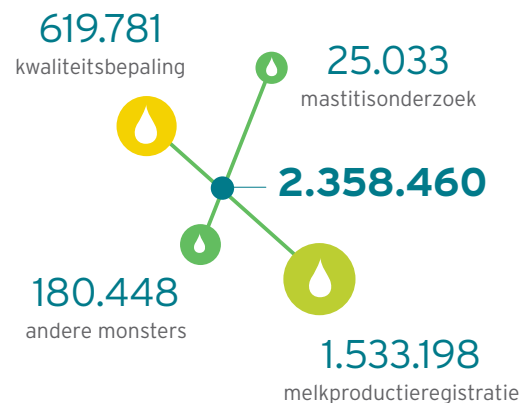 619.781
kwaliteitsbepaling
25.033
mastitisonderzoek
2.358.460
180.448
andere monsters
1.533.198
melkproductieregistratie